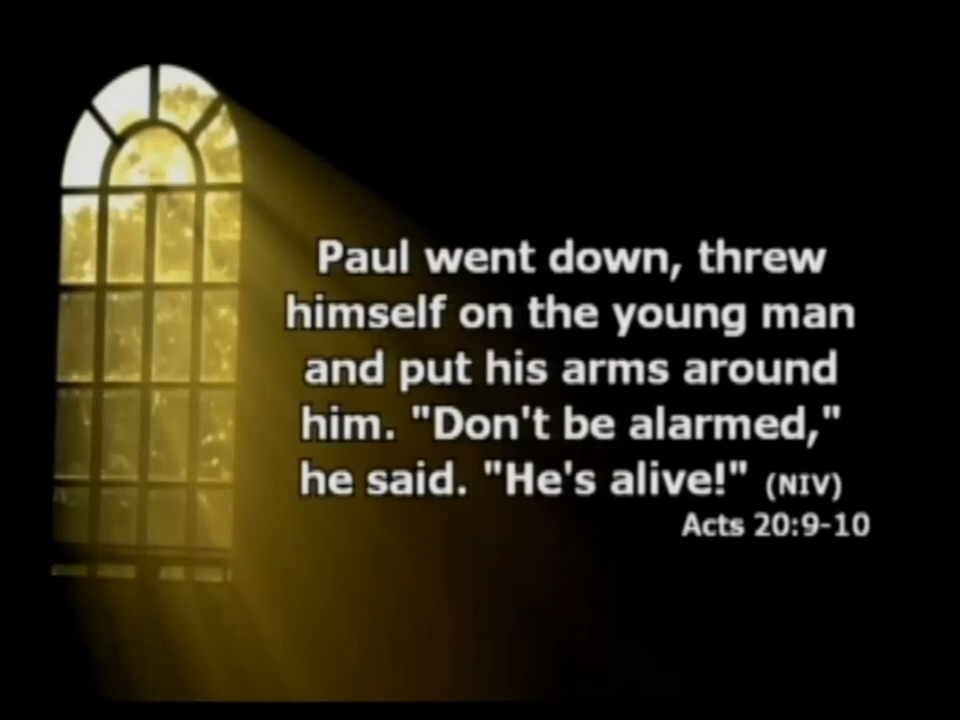 Paul went down, threw
himself on the young man
and put his arms around
him. "Don't be alarmed,"
he said. "He's alive!" (NIV)
Acts 20:9-10